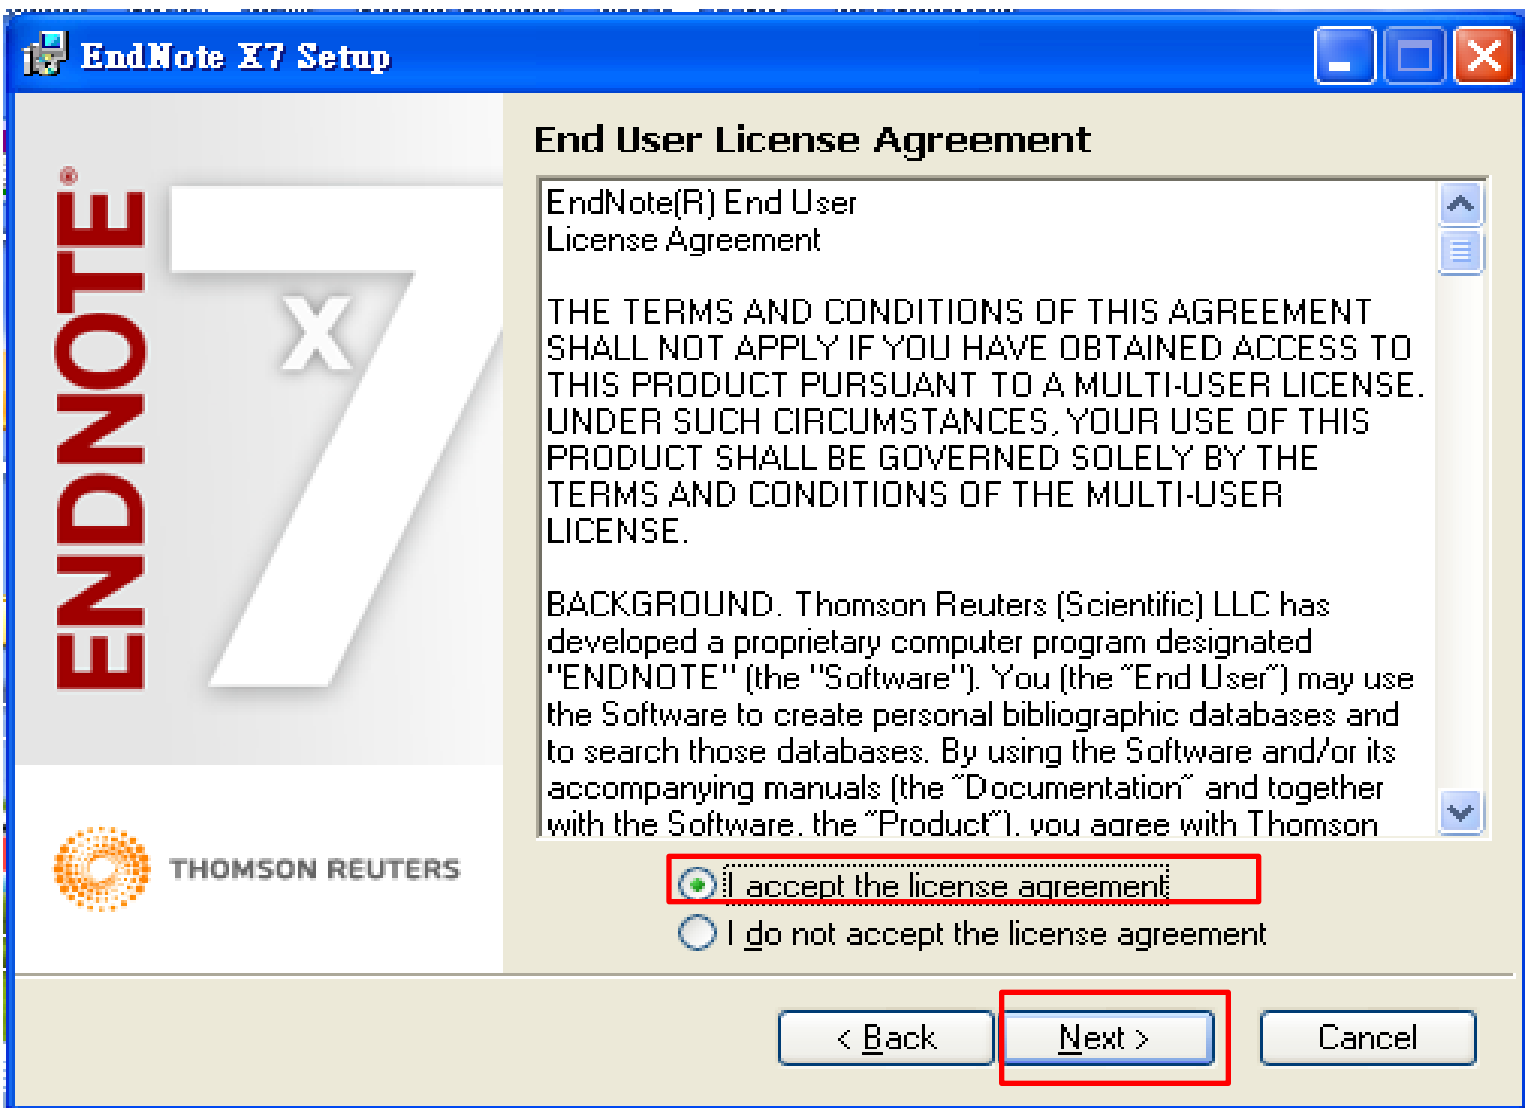 EndNote X7 Setup
ENDNOTE®
X7
THOMSON REUTERS
End User License Agreement
EndNote(R) End User
License Agreement
THE TERMS AND CONDITIONS OF THIS AGREEMENT
SHALL NOT APPLY IF YOU HAVE OBTAINED ACCESS TO
THIS PRODUCT PURSUANT TO A MULTI-USER LICENSE.
UNDER SUCH CIRCUMSTANCES, YOUR USE OF THIS
PRODUCT SHALL BE GOVERNED SOLELY BY THE
TERMS AND CONDITIONS OF THE MULTI-USER
LICENSE.
BACKGROUND. Thomson Reuters (Scientific) LLC has
developed a proprietary computer program designated
"ENDNOTE" (the "Software"). You (the ˝End User˝) may use
the Software to create personal bibliographic databases and
to search those databases. By using the Software and/or its
accompanying manuals (the ˝Documentation˝ and together
with the Software, the ˝Product˝), you agree with Thomson
I accept the license agreement
I do not accept the license agreement
< Back
Next >
Cancel